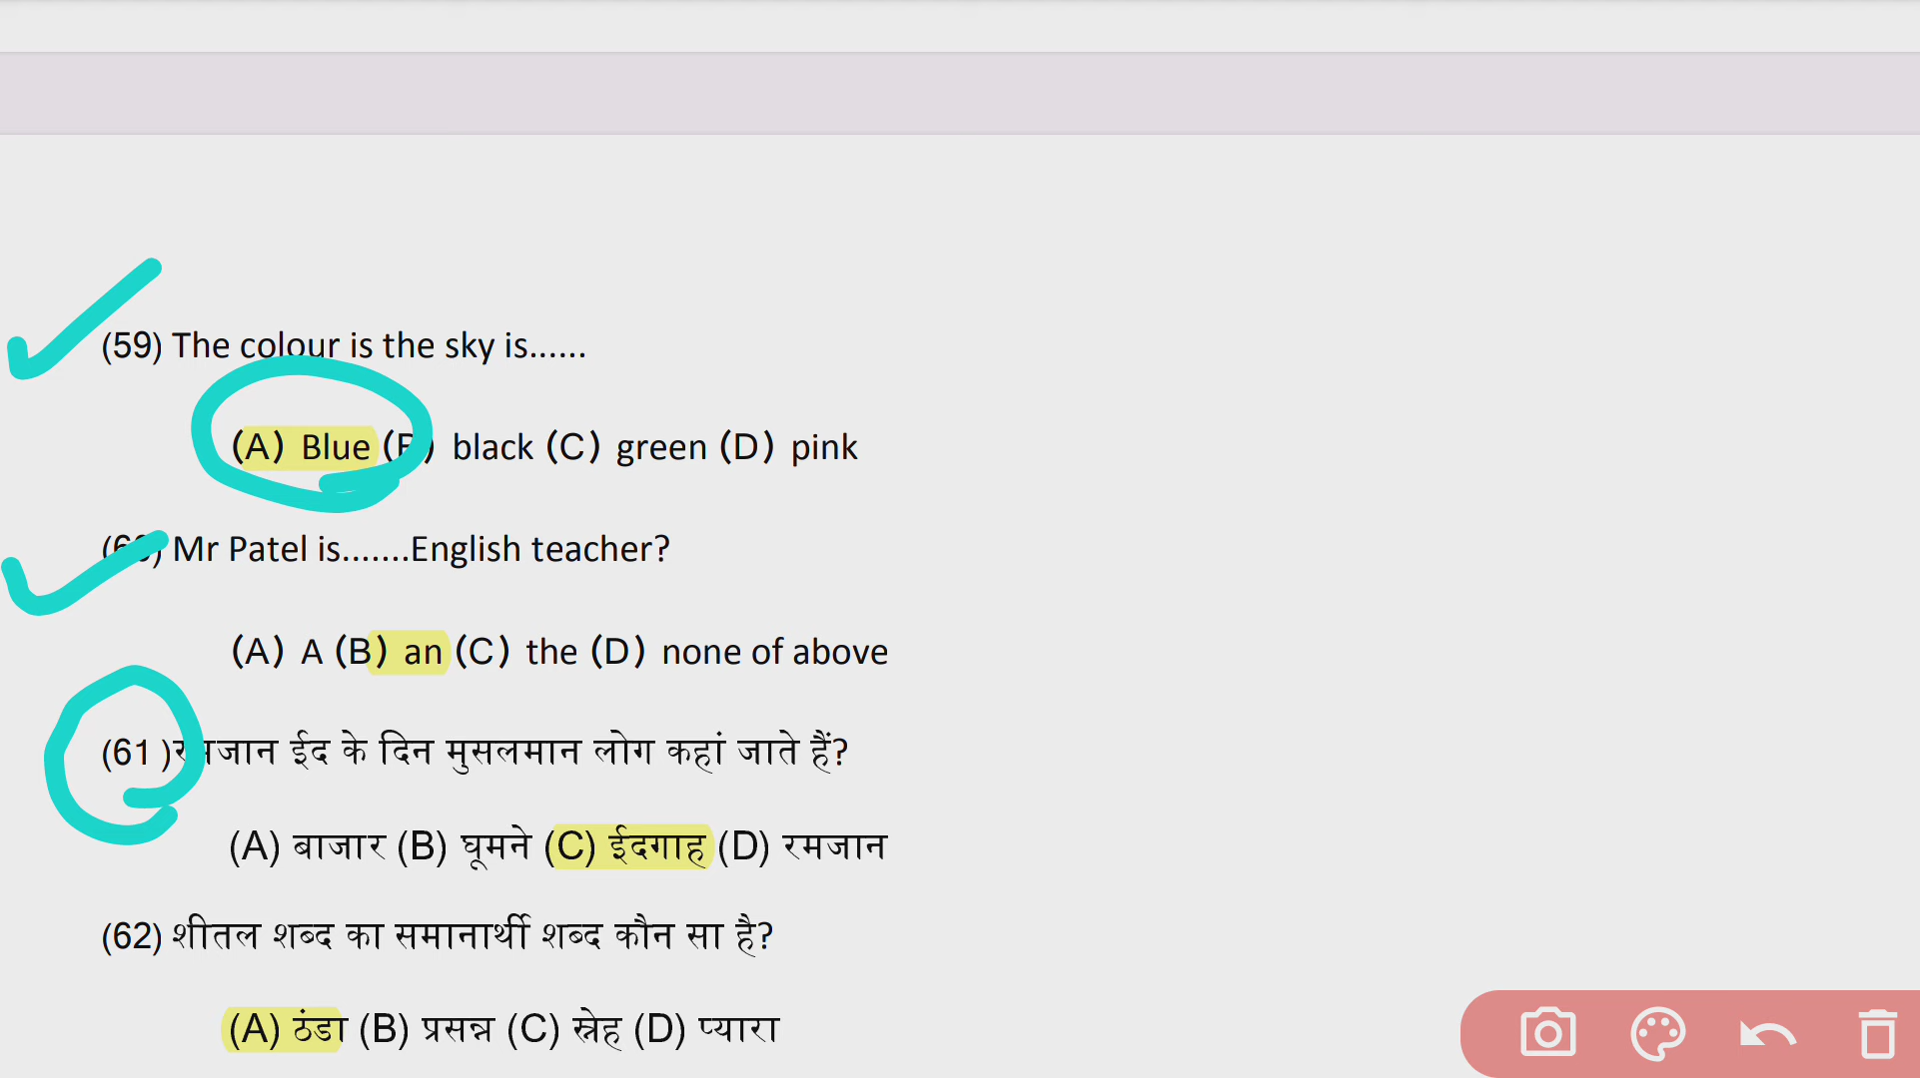 (59) The colour is the sky is......
(A) Blue (B) black (C) green (D) pink
(60) Mr Patel is.......English teacher?
(A) A (B) an (C) the (D) none of above
(61 )रमजान ईद के दिन मुसलमान लोग कहां जाते हैं?
(A) बाजार (B) घूमने (C) ईदगाह (D) रमजान
(62) शीतल शब्द का समानार्थी शब्द कौन सा है?
(A) ठंडा (B) प्रसन्न (C) स्नेह (D) प्यारा